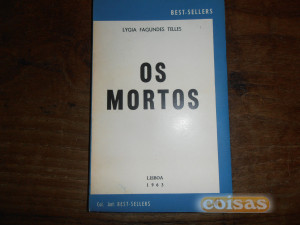 BEST-SELLERS
LYGIA FAGUNDES TELLES
OS
MORTOS
LISBOA
1963
BEST-SELLERS
coisas